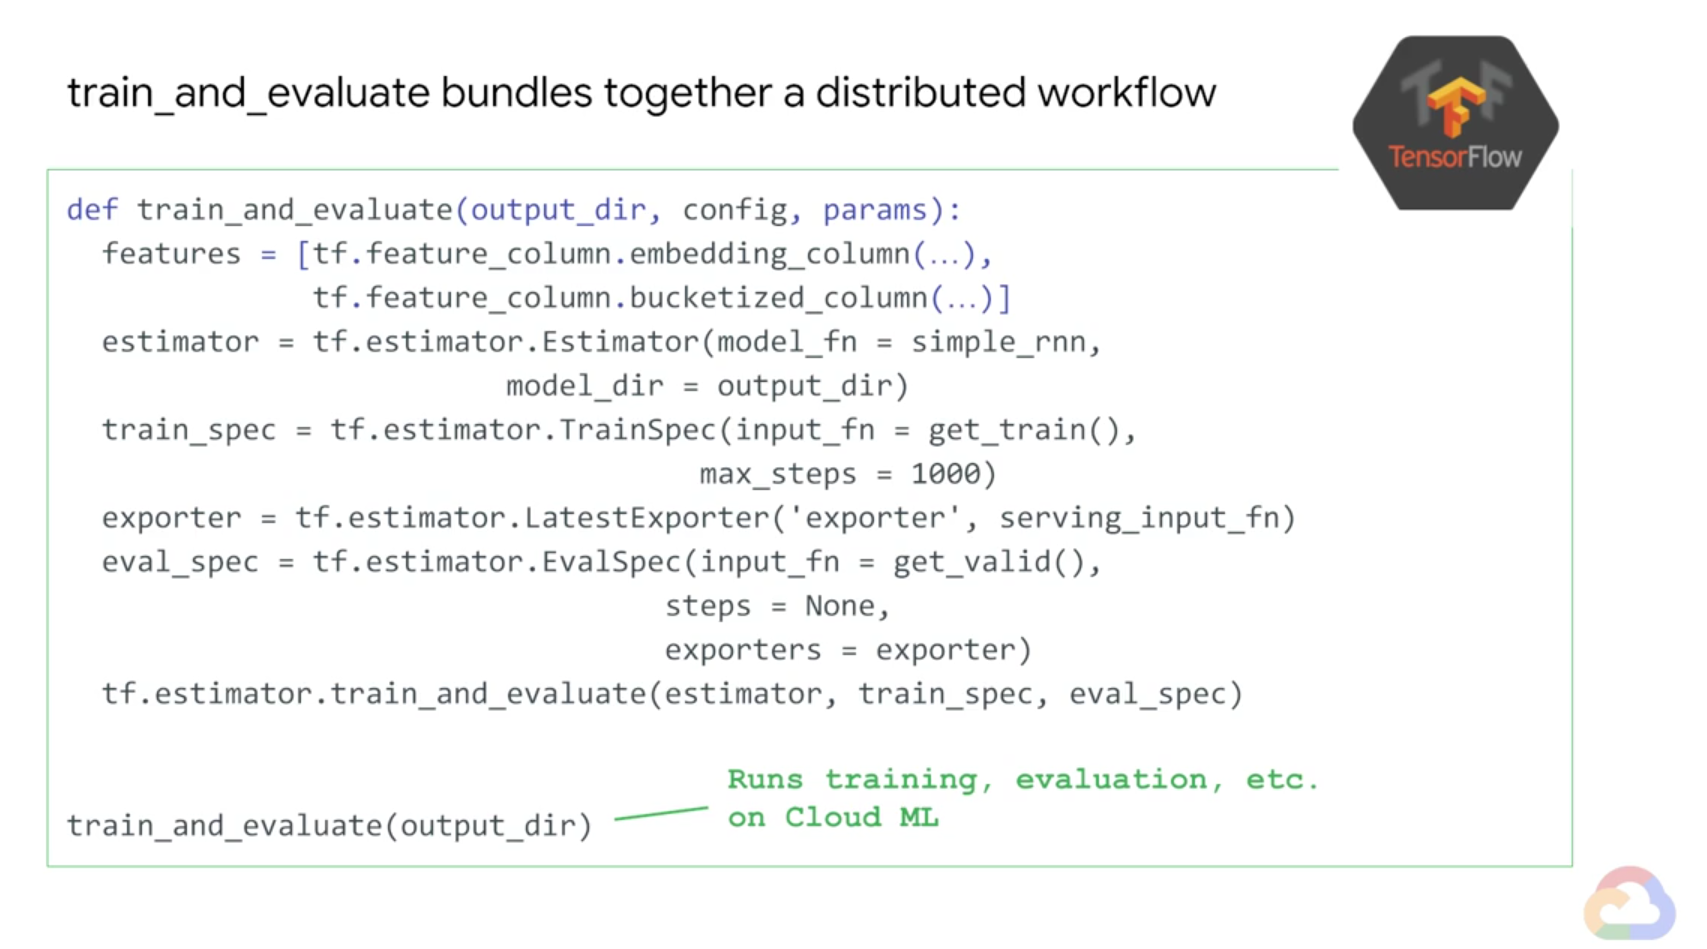 train_and_evaluate bundles together a distributed workflow
TensorFlow
def train_and_evaluate(output_dir, config, params):
  features = [tf.feature_column.embedding_column(...),
              tf.feature_column.bucketized_column(...)]
  estimator = tf.estimator.Estimator(model_fn = simple_rnn,
                         model_dir = output_dir)
  train_spec = tf.estimator.TrainSpec(input_fn = get_train(),
                                    max_steps = 1000)
  exporter = tf.estimator.LatestExporter('exporter', serving_input_fn)
  eval_spec = tf.estimator.EvalSpec(input_fn = get_valid(),
                                  steps = None,
                                  exporters = exporter)
  tf.estimator.train_and_evaluate(estimator, train_spec, eval_spec)
Runs training, evaluation, etc.
on Cloud ML
train_and_evaluate(output_dir)